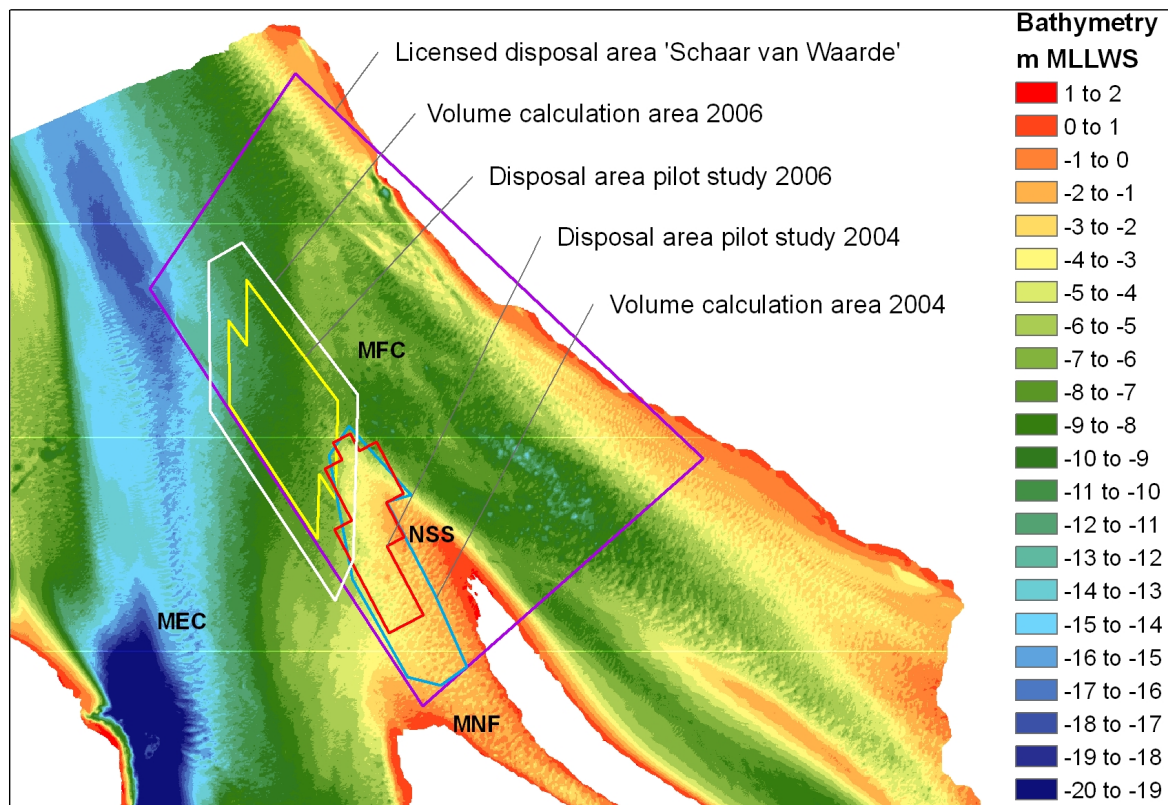 Licensed disposal area 'Schaar van Waarde'
Volume calculation area 2006
Disposal area pilot study 2006
Disposal area pilot study 2004
Volume calculation area 2004
MFC
NSS
MEC
MNF
Bathymetry
m MLLWS
1 to 2
0 to 1
-1 to 0
-2 to -1
-3 to -2
-4 to -3
-5 to -4
-6 to -5
-7 to -6
-8 to -7
-9 to -8
-10 to -9
-11 to -10
-12 to -11
-13 to -12
-14 to -13
-15 to -14
-16 to -15
-17 to -16
-18 to -17
-19 to -18
-20 to -19